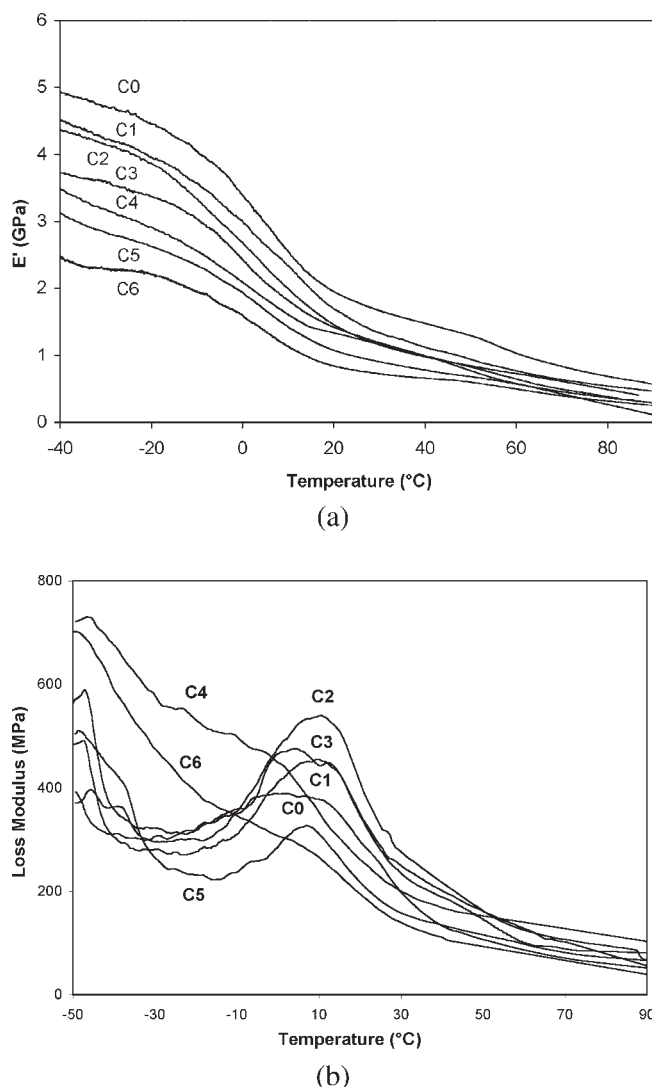 6
5
4
3
2
1
0
E' (GPa)
C0
C1
C2
C3
C4
C5
C6
-40 -20 0 20 40 60 80
Temperature (°C)
(a)
800
600
400
200
0
Loss Modulus (MPa)
C4
C2
C3
C6
C1
C0
C5
-50 -30 -10 10 30 50 70 90
Temperature (°C)
(b)